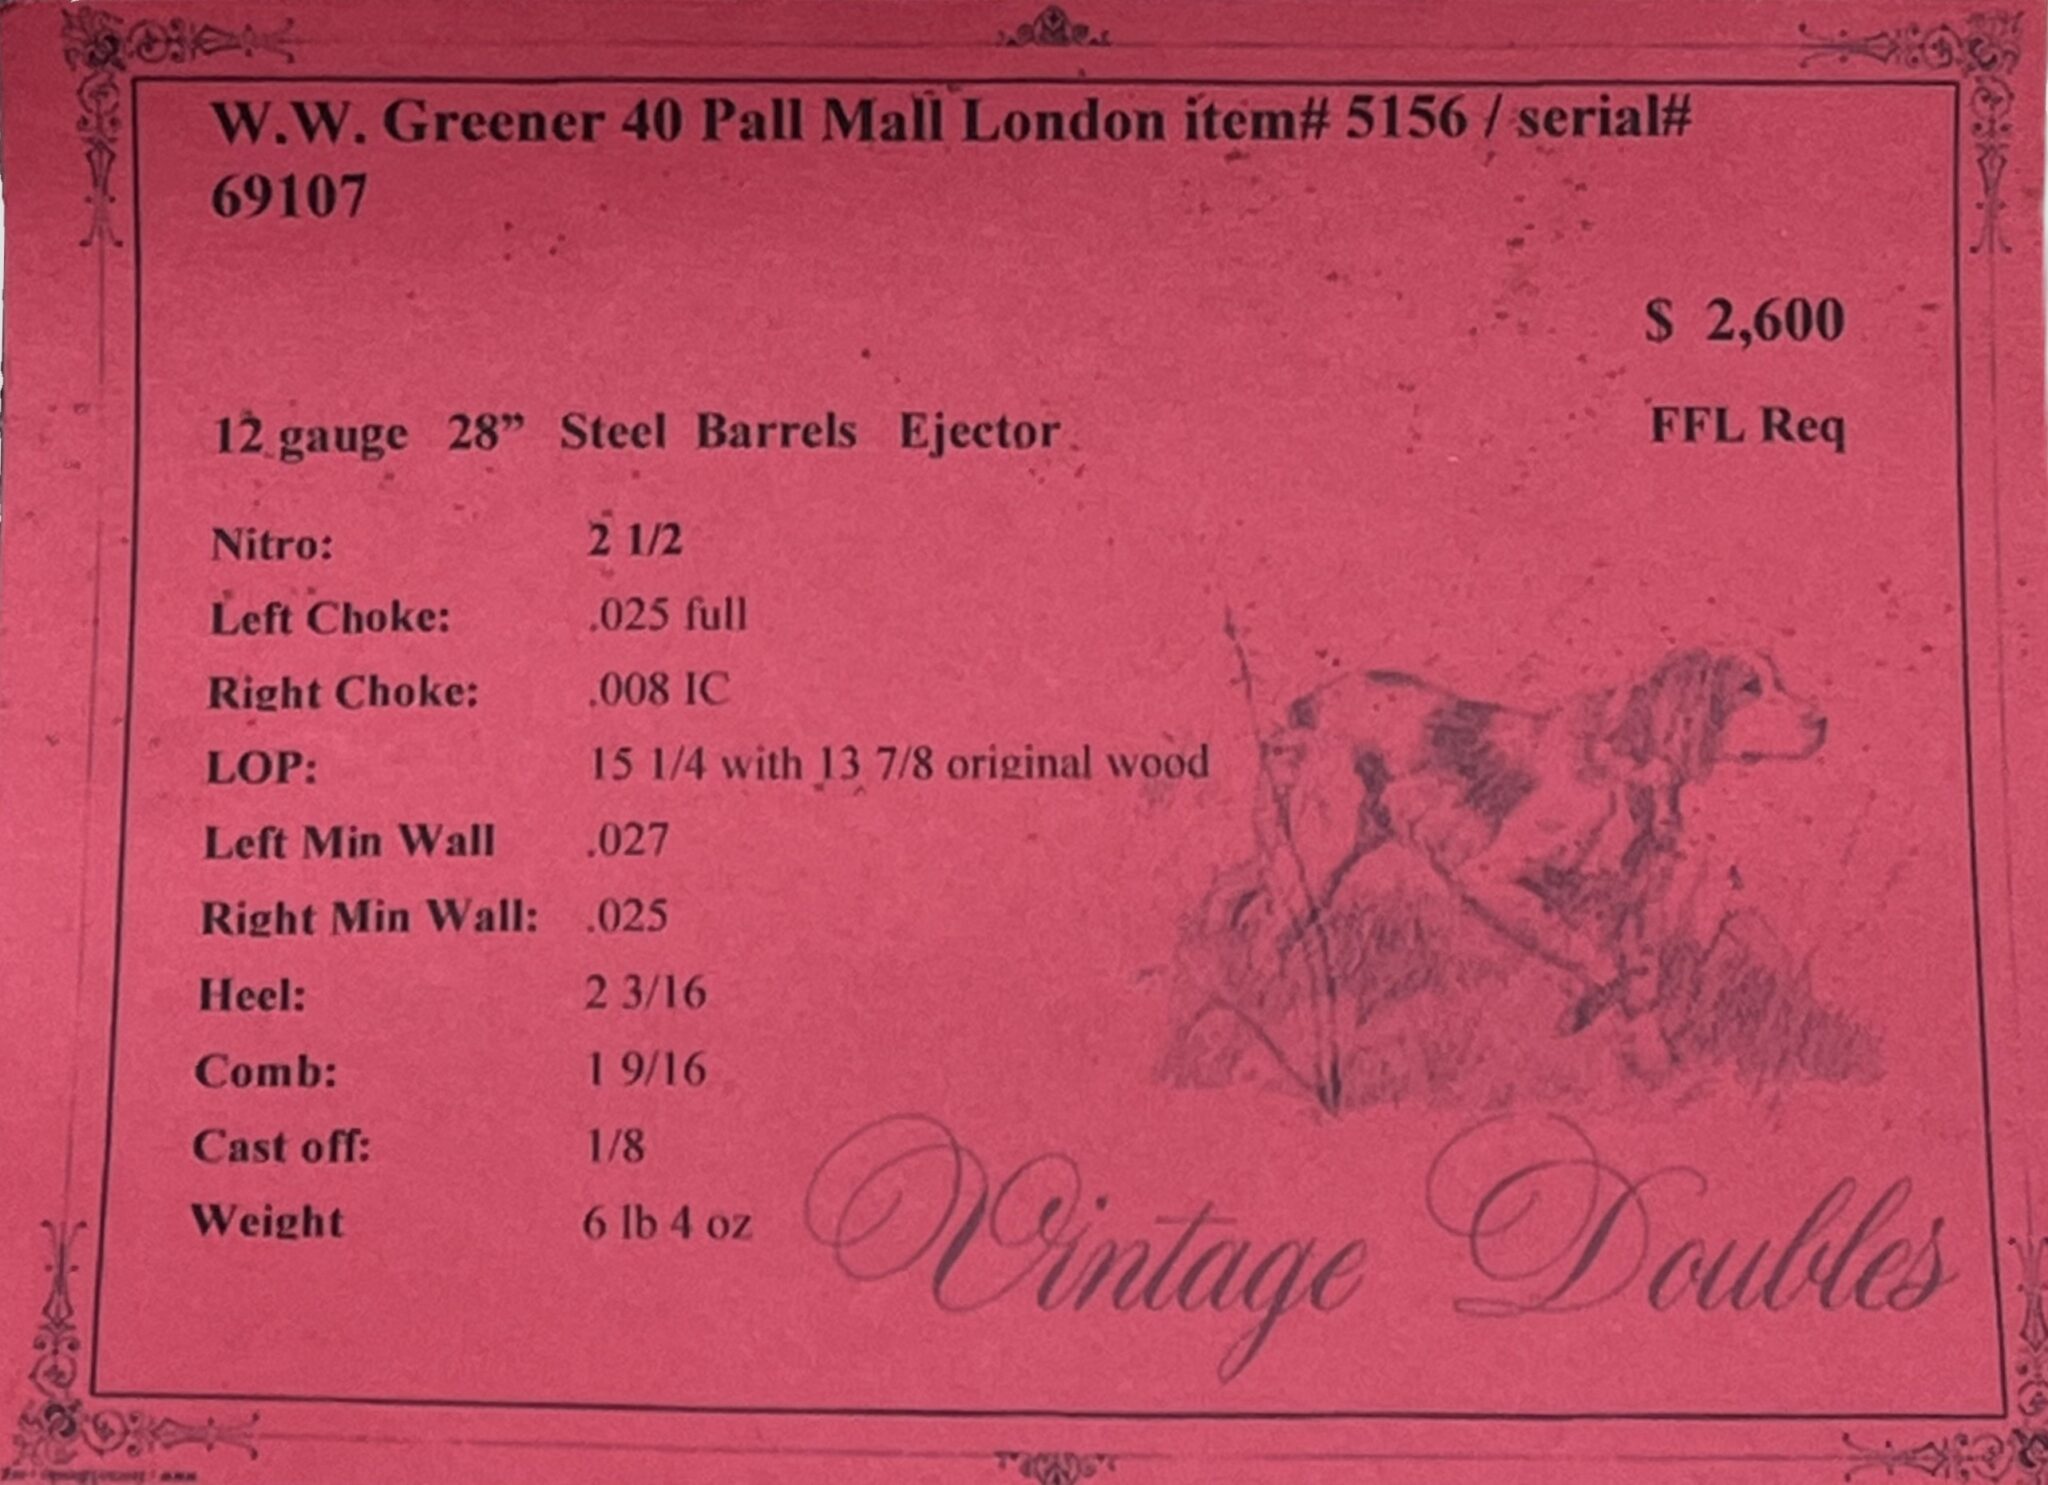 W.W. Greener 40 Pall Mall London item# 5156 / serial#
69107
$ 2,600
12 gauge 28” Steel Barrels Ejector
FFL Req
Nitro: 2 1/2
Left Choke: .025 full
Right Choke: .008 IC
LOP: 15 1/4 with 13 7/8 original wood
Left Min Wall .027
Right Min Wall: .025
Heel: 2 3/16
Comb: 1 9/16
Cast off: 1/8
Weight 6 lb 4 oz
Vintage Doubles